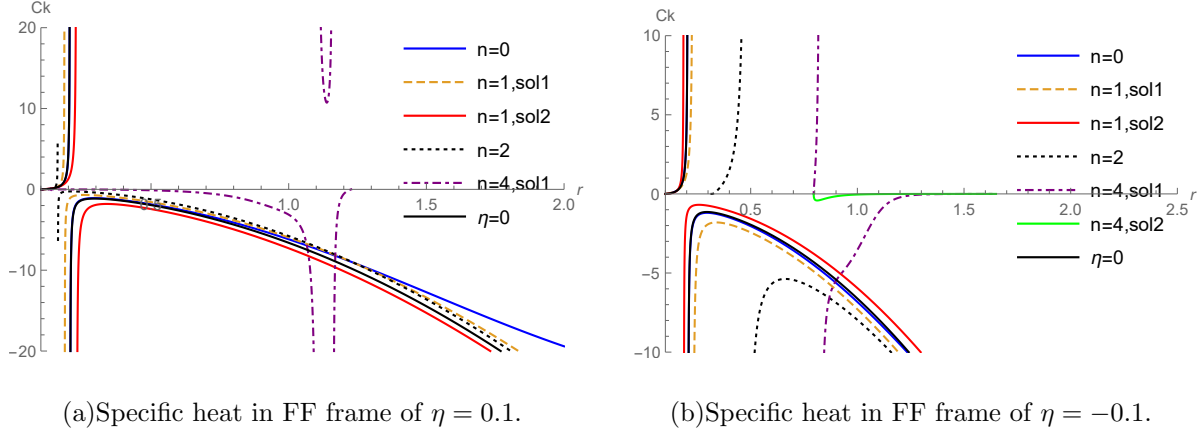 Ck
20
10
0
−10
−20
0.5
1.0
1.5
2.0
r
n=0
n=1,sol1
n=1,sol2
n=2
n=4,sol1
η=0
(a)Specific heat in FF frame of η = 0.1.
Ck
10
5
0
−5
−10
0.5
1.0
1.5
2.0
2.5
r
n=0
n=1,sol1
n=1,sol2
n=2
n=4,sol1
n=4,sol2
η=0
(b)Specific heat in FF frame of η = −0.1.